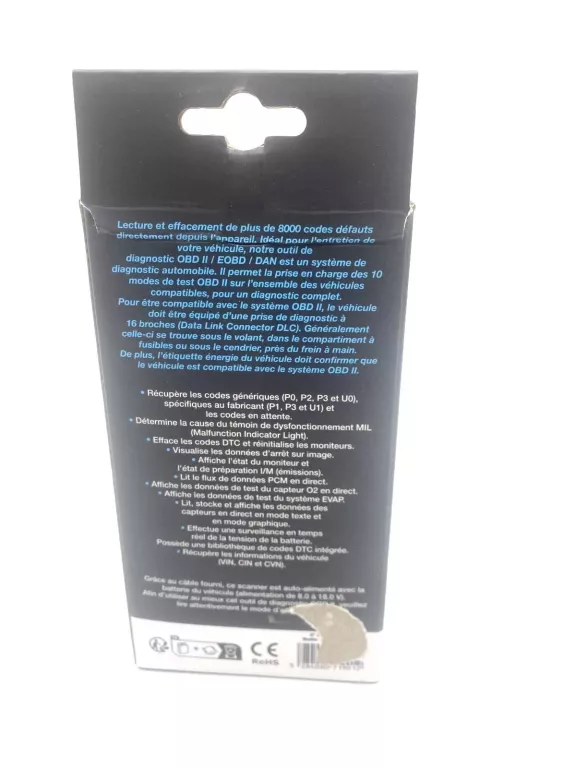 Lecture et effacement de plus de 8000 codes défauts
directement depuis l'appareil. Idéal pour l'entretien de
votre véhicule, notre outil de
diagnostic OBD II / EOBD / DAN est un système de
diagnostic automobile. Il permet la prise en charge des 10
modes de test OBD II sur l'ensemble des véhicules
compatibles, pour un diagnostic complet.
Pour être compatible avec le système OBD II, le véhicule
doit être équipé d'une prise de diagnostic à
16 broches (Data Link Connector DLC). Généralement
celle-ci se trouve sous le volant, dans le compartiment à
fusibles ou sous le cendrier, près du frein à main.
De plus, l'étiquette énergie du véhicule doit confirmer que
le véhicule est compatible avec le système OBD II.
• Récupère les codes génériques (P0, P2, P3 et U0),
spécifiques au fabricant (P1, P3 et U1) et
les codes en attente.
• Détermine la cause du témoin de dysfonctionnement MIL
(Malfunction Indicator Light).
• Efface les codes DTC et réinitialise les moniteurs.
• Visualise les données d'arrêt sur image.
• Affiche l'état du moniteur et
l'état de préparation I/M (émissions).
• Lit le flux de données PCM en direct.
• Affiche les données de test du capteur O2 en direct.
• Affiche les données de test du système EVAP.
• Lit, stocke et affiche les données des
capteurs en direct en mode texte et
en mode graphique.
• Effectue une surveillance en temps
réel de la tension de la batterie.
Possède une bibliothèque de codes DTC intégrée.
• Récupère les informations du véhicule
(VIN, CIN et CVN).
Grâce au câble fourni, ce scanner est auto-alimenté avec la
batterie du véhicule (alimentation de 8.0 à 18.0 V).
Afin d'utiliser au mieux cet outil de diagnostic veuillez
lire attentivement le mode
CE
RoHS